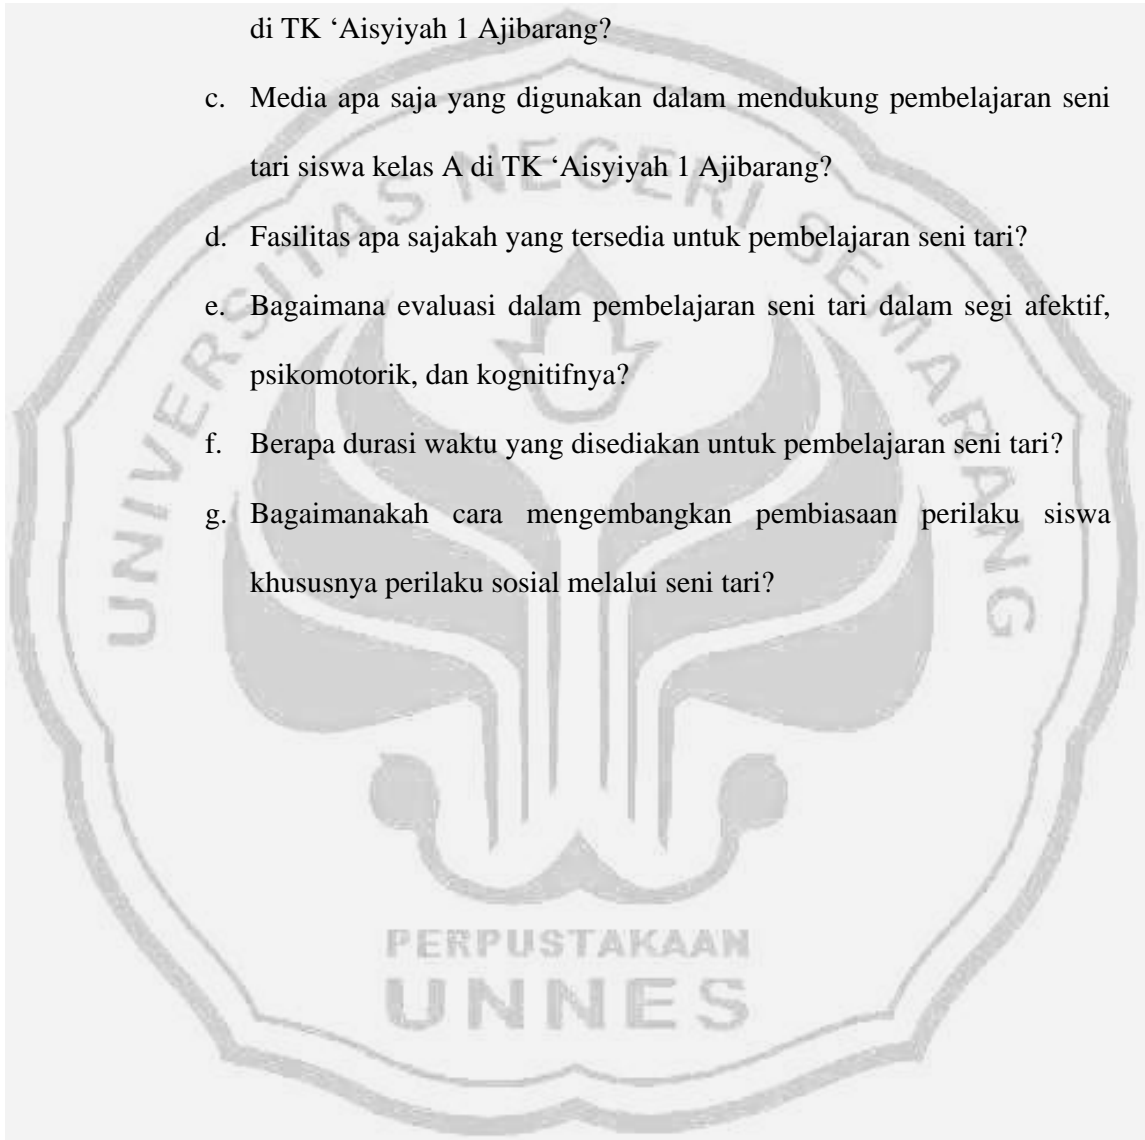 di TK ‘Aisyiyah 1 Ajibarang?
c. Media apa saja yang digunakan dalam mendukung pembelajaran seni
tari siswa kelas A di TK ‘Aisyiyah 1 Ajibarang?
d. Fasilitas apa sajakah yang tersedia untuk pembelajaran seni tari?
e. Bagaimana evaluasi dalam pembelajaran seni tari dalam segi afektif,
psikomotorik, dan kognitifnya?
f. Berapa durasi waktu yang disediakan untuk pembelajaran seni tari?
g. Bagaimanakah cara mengembangkan pembiasaan perilaku siswa
khususnya perilaku sosial melalui seni tari?
UNIVERSITAS NEGERI SEMARANG
PERPUSTAKAAN
UNNES